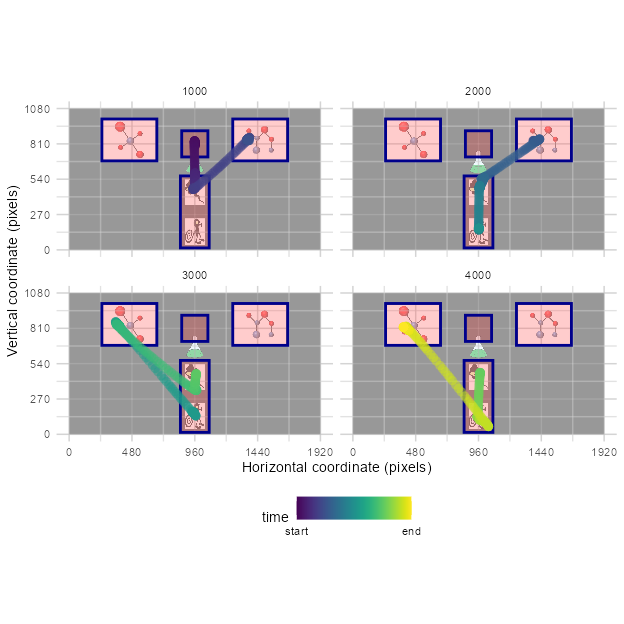 1000
2000
1080
810
540
270
0
3000
4000
1080
810
540
270
0
0 480 960 1440 1920
0 480 960 1440 1920
Vertical coordinate (pixels)
Horizontal coordinate (pixels)
time
start end